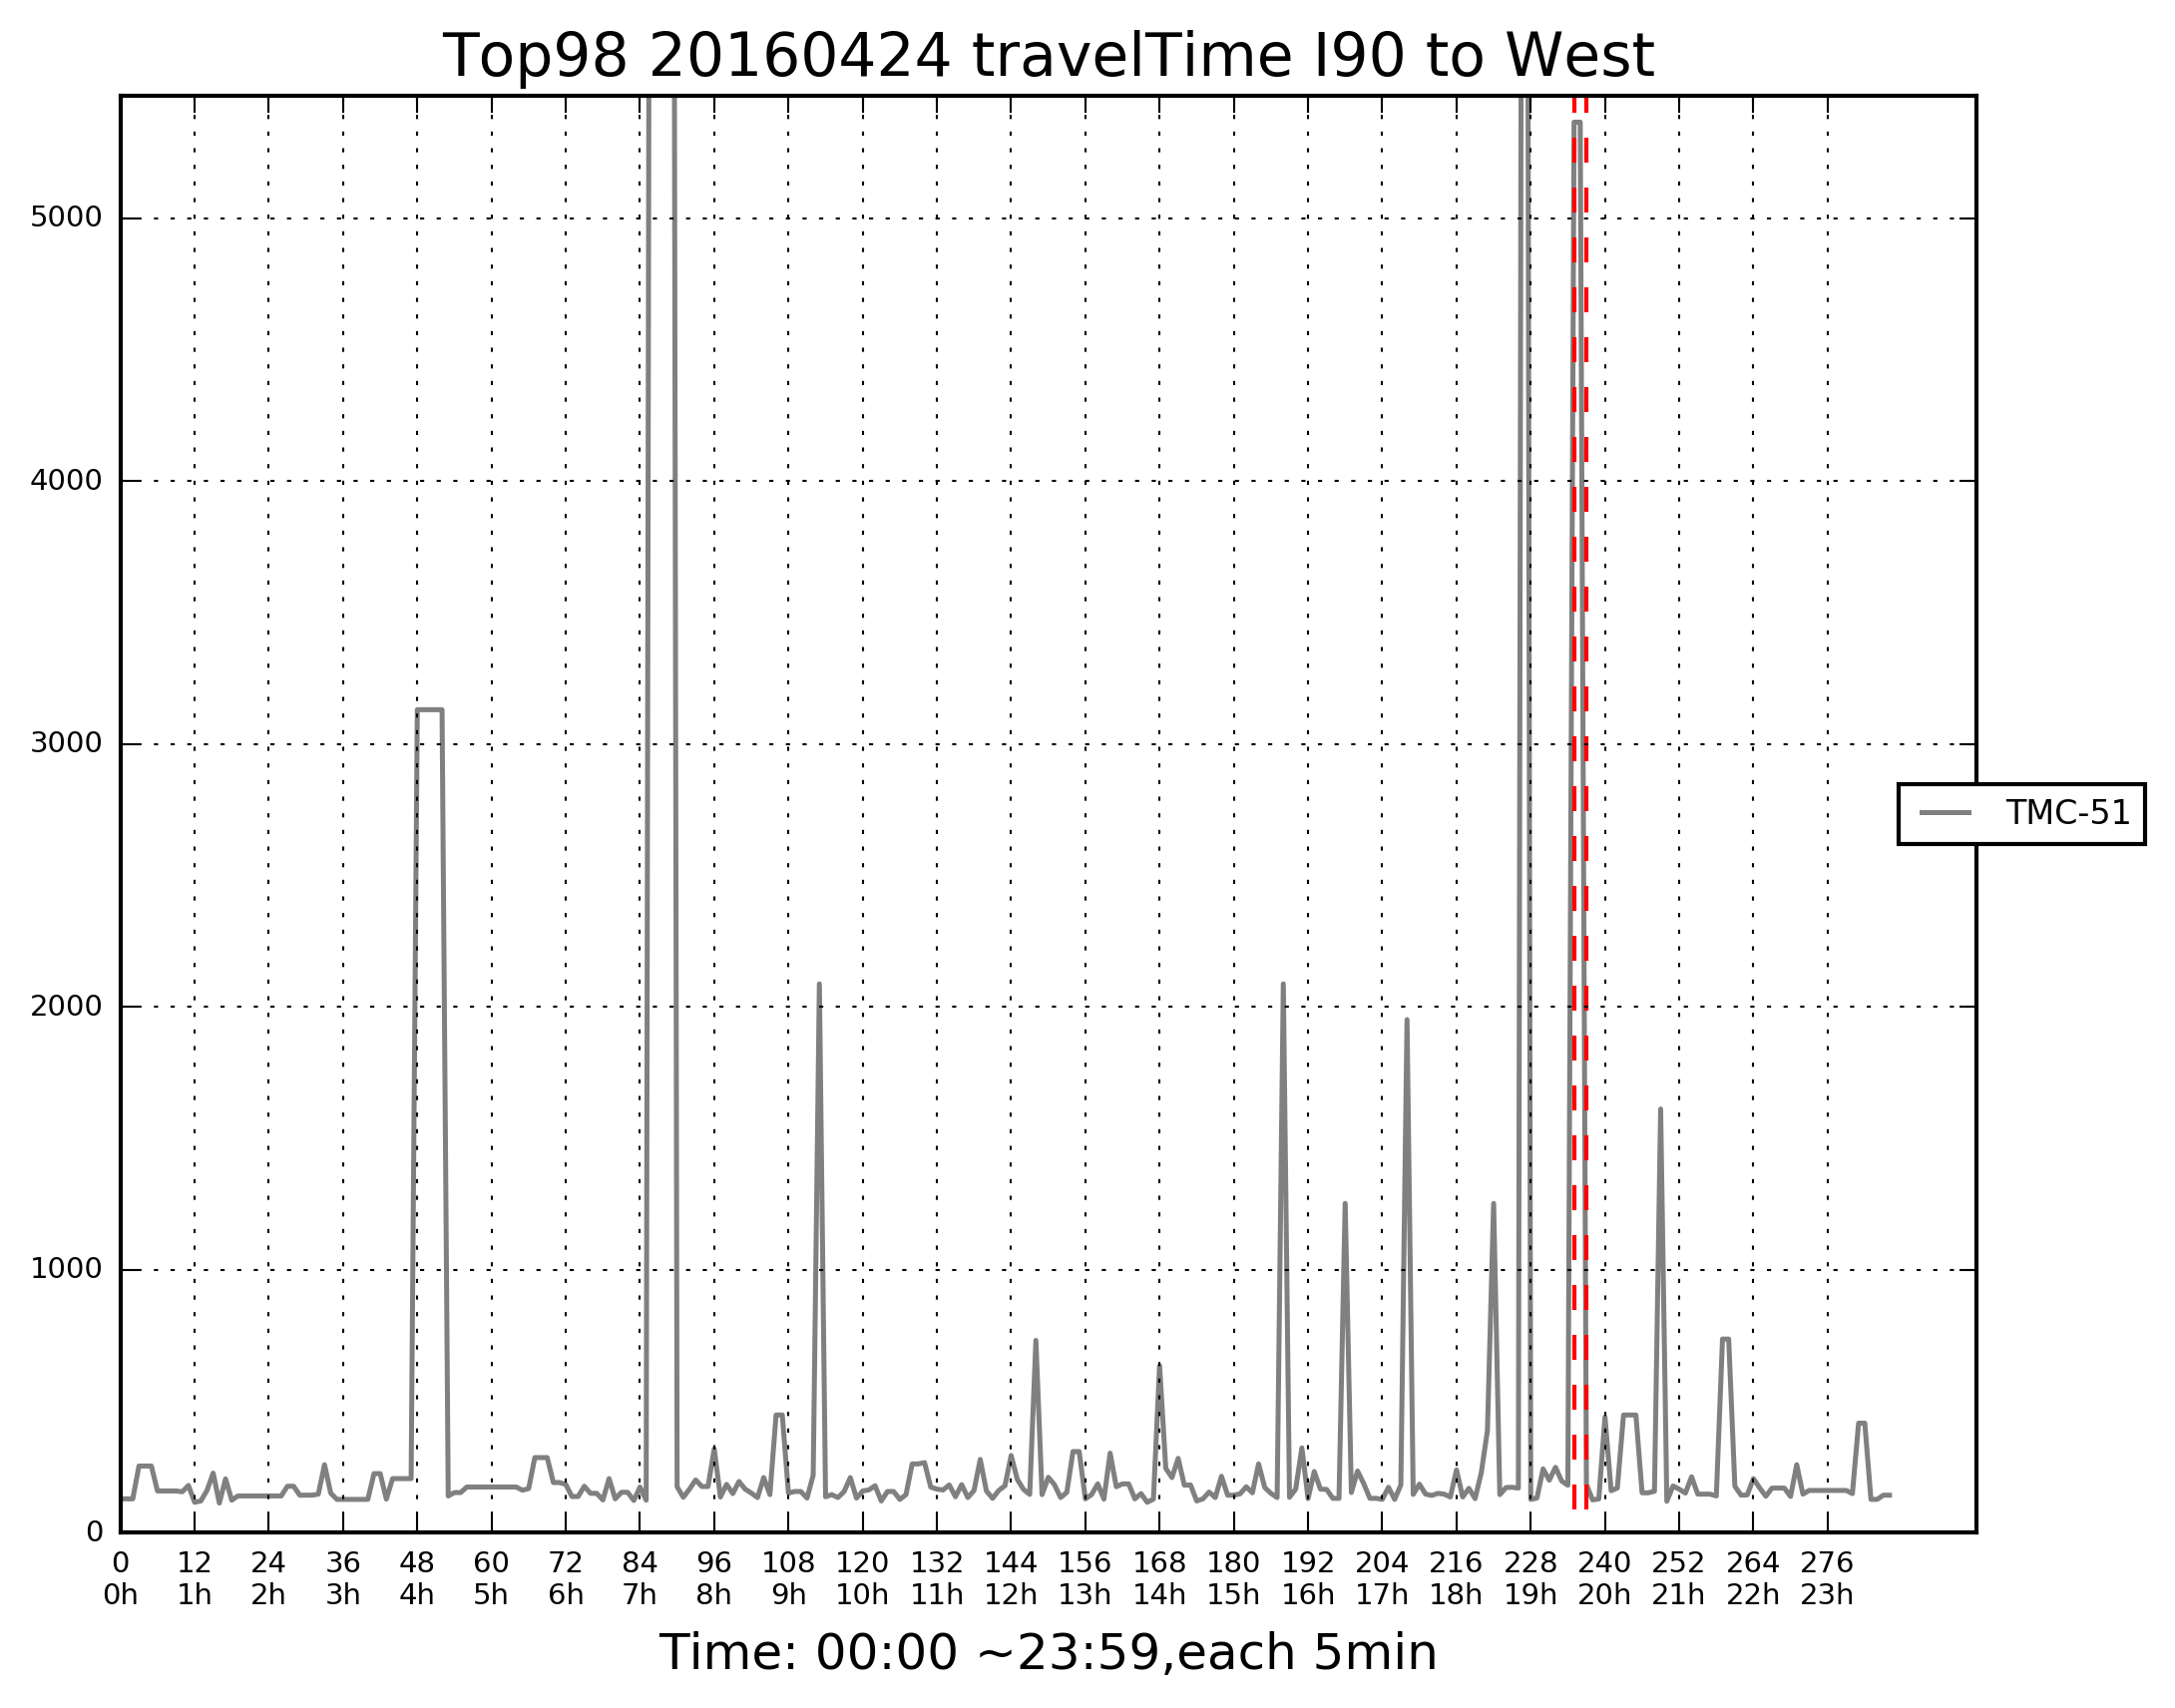 Top98 20160424 travelTime I90 to West
5000
4000
3000
2000
1000
0
TMC-51
0 12 24 36 48 60 72 84 96 108 120 132 144 156 168 180 192 204 216 228 240 252 264 276
0h 1h 2h 3h 4h 5h 6h 7h 8h 9h 10h 11h 12h 13h 14h 15h 16h 17h 18h 19h 20h 21h 22h 23h
Time: 00:00 ~23:59,each 5min